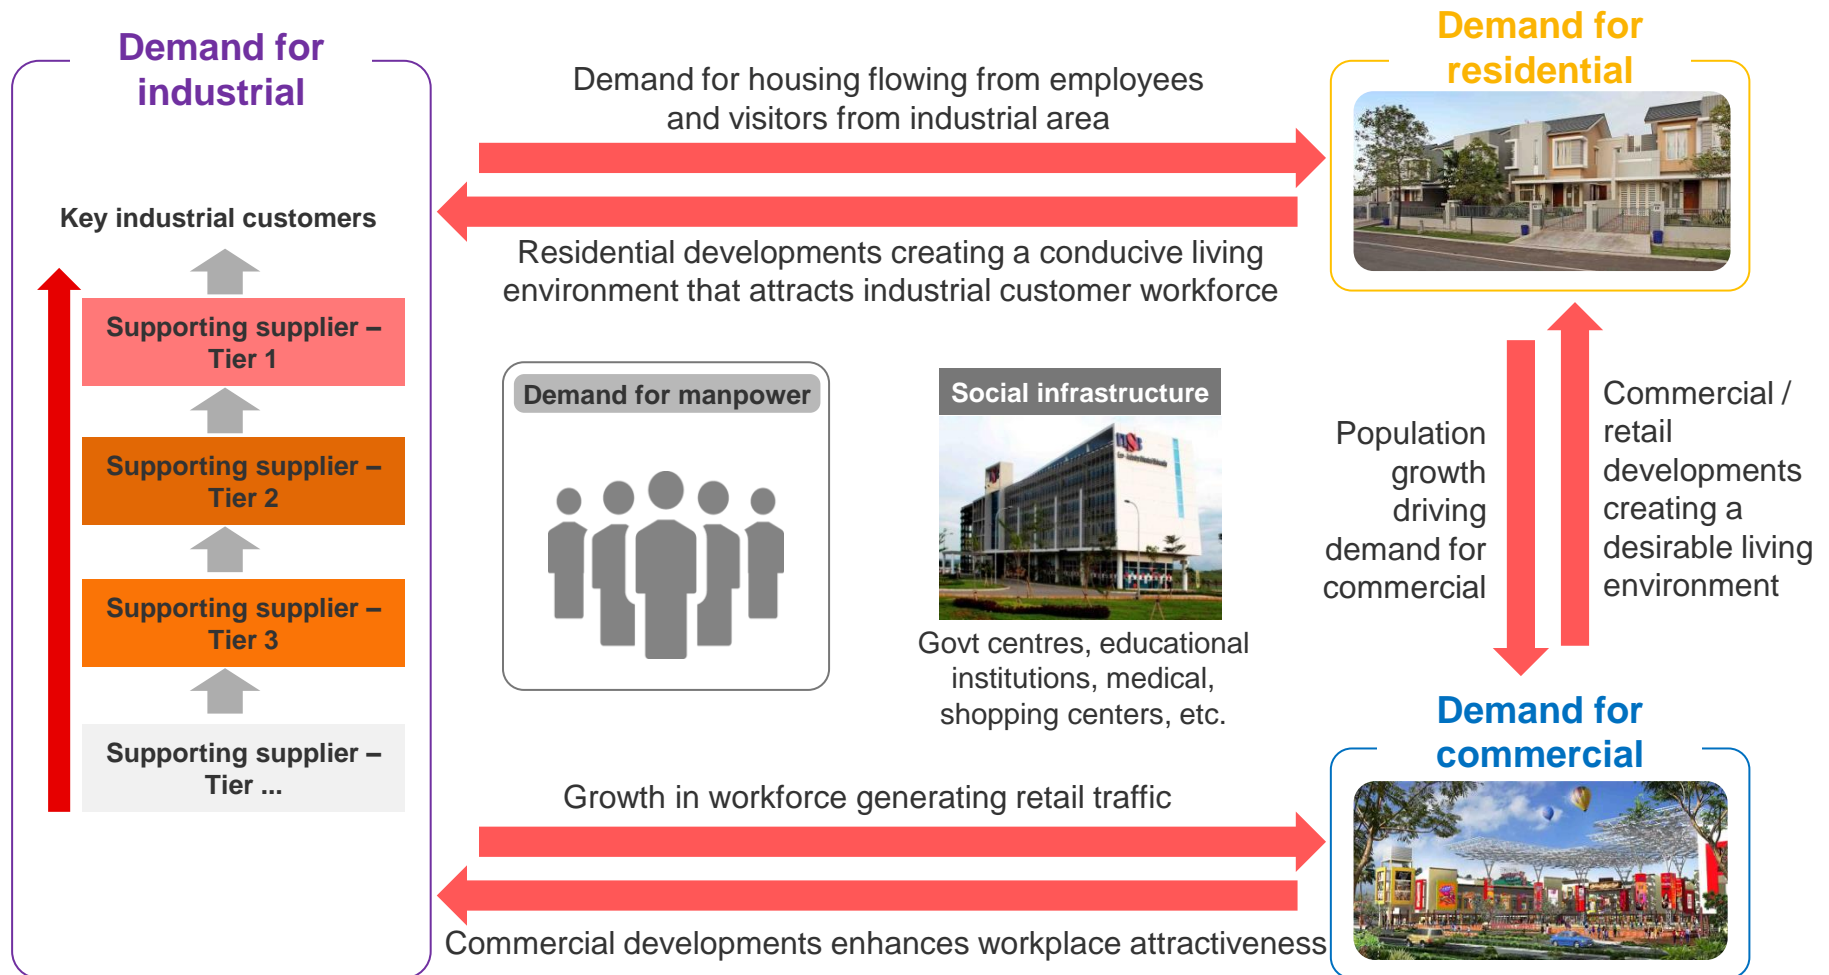 Demand for
industrial
Key industrial customers
Supporting supplier –
Tier 1
Supporting supplier –
Tier 2
Supporting supplier –
Tier 3
Supporting supplier –
Tier ...
Demand for housing flowing from employees
and visitors from industrial area
Residential developments creating a conducive living
environment that attracts industrial customer workforce
Demand for
residential
Demand for manpower
Social infrastructure
Govt centres, educational
institutions, medical,
shopping centers, etc.
Population
growth
driving
demand for
commercial
Commercial /
retail
developments
creating a
desirable living
environment
Demand for
commercial
Growth in workforce generating retail traffic
Commercial developments enhances workplace attractiveness